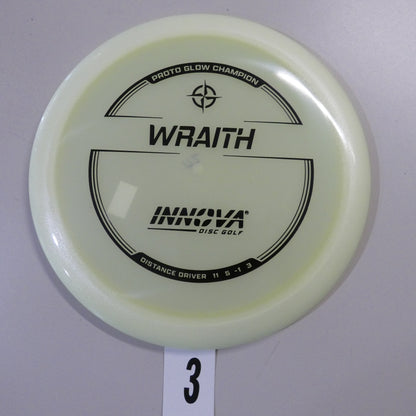 PROTO GLOW CHAMPION
WRAITH
INNOVA®
DISC GOLF
DISTANCE DRIVER 11 5 -1 3
3